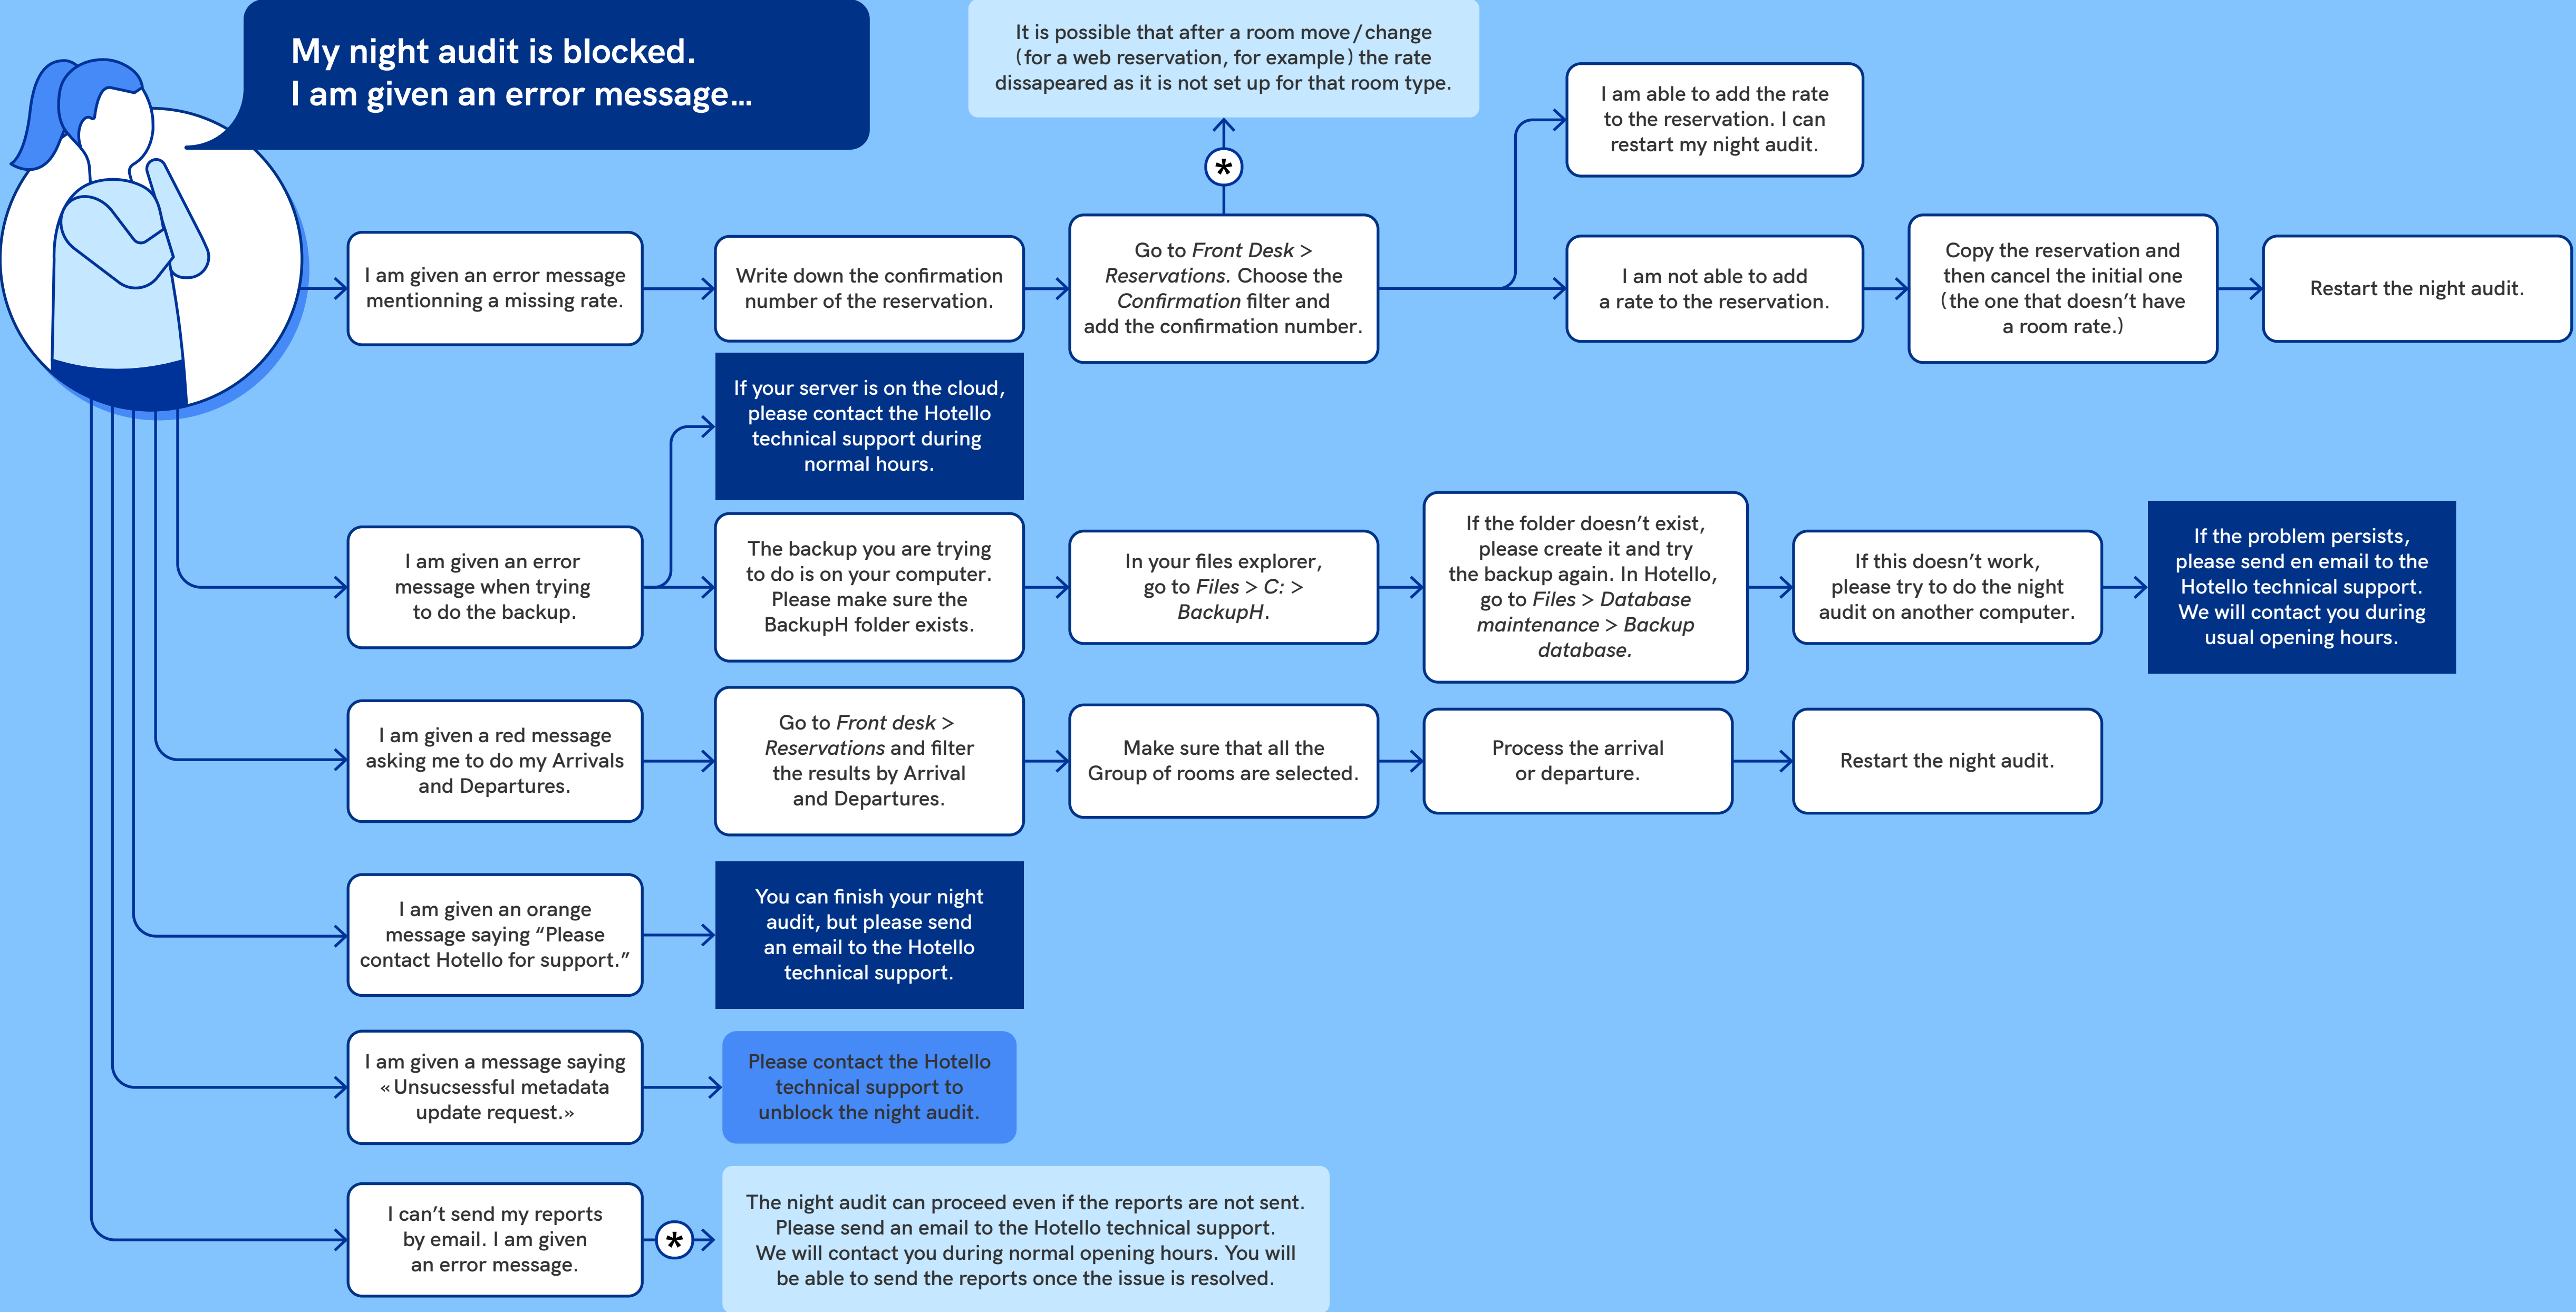 My night audit is blocked.
I am given an error message...
It is possible that after a room move/change
(for a web reservation, for example) the rate
dissapeared as it is not set up for that room type.
*
I am able to add the rate
to the reservation. I can
restart my night audit.
I am given an error message
mentionning a missing rate.
Write down the confirmation
number of the reservation.
Go to Front Desk >
Reservations. Choose the
Confirmation filter and
add the confirmation number.
I am not able to add
a rate to the reservation.
Copy the reservation and
then cancel the initial one
(the one that doesn't have
a room rate.)
Restart the night audit.
If your server is on the cloud,
please contact the Hotello
technical support during
normal hours.
I am given an error
message when trying
to do the backup.
The backup you are trying
to do is on your computer.
Please make sure the
BackupH folder exists.
In your files explorer,
go to Files > C: >
BackupH.
If the folder doesn't exist,
please create it and try
the backup again. In Hotello,
go to Files > Database
maintenance > Backup
database.
If this doesn't work,
please try to do the night
audit on another computer.
If the problem persists,
please send en email to the
Hotello technical support.
We will contact you during
usual opening hours.
I am given a red message
asking me to do my Arrivals
and Departures.
Go to Front desk >
Reservations and filter
the results by Arrival
and Departures.
Make sure that all the
Group of rooms are selected.
Process the arrival
or departure.
Restart the night audit.
I am given an orange
message saying “Please
contact Hotello for support.”
You can finish your night
audit, but please send
an email to the Hotello
technical support.
I am given a message saying
«Unsucsessful metadata
update request.»
Please contact the Hotello
technical support to
unblock the night audit.
I can't send my reports
by email. I am given
an error message.
*
The night audit can proceed even if the reports are not sent.
Please send an email to the Hotello technical support.
We will contact you during normal opening hours. You will
be able to send the reports once the issue is resolved.